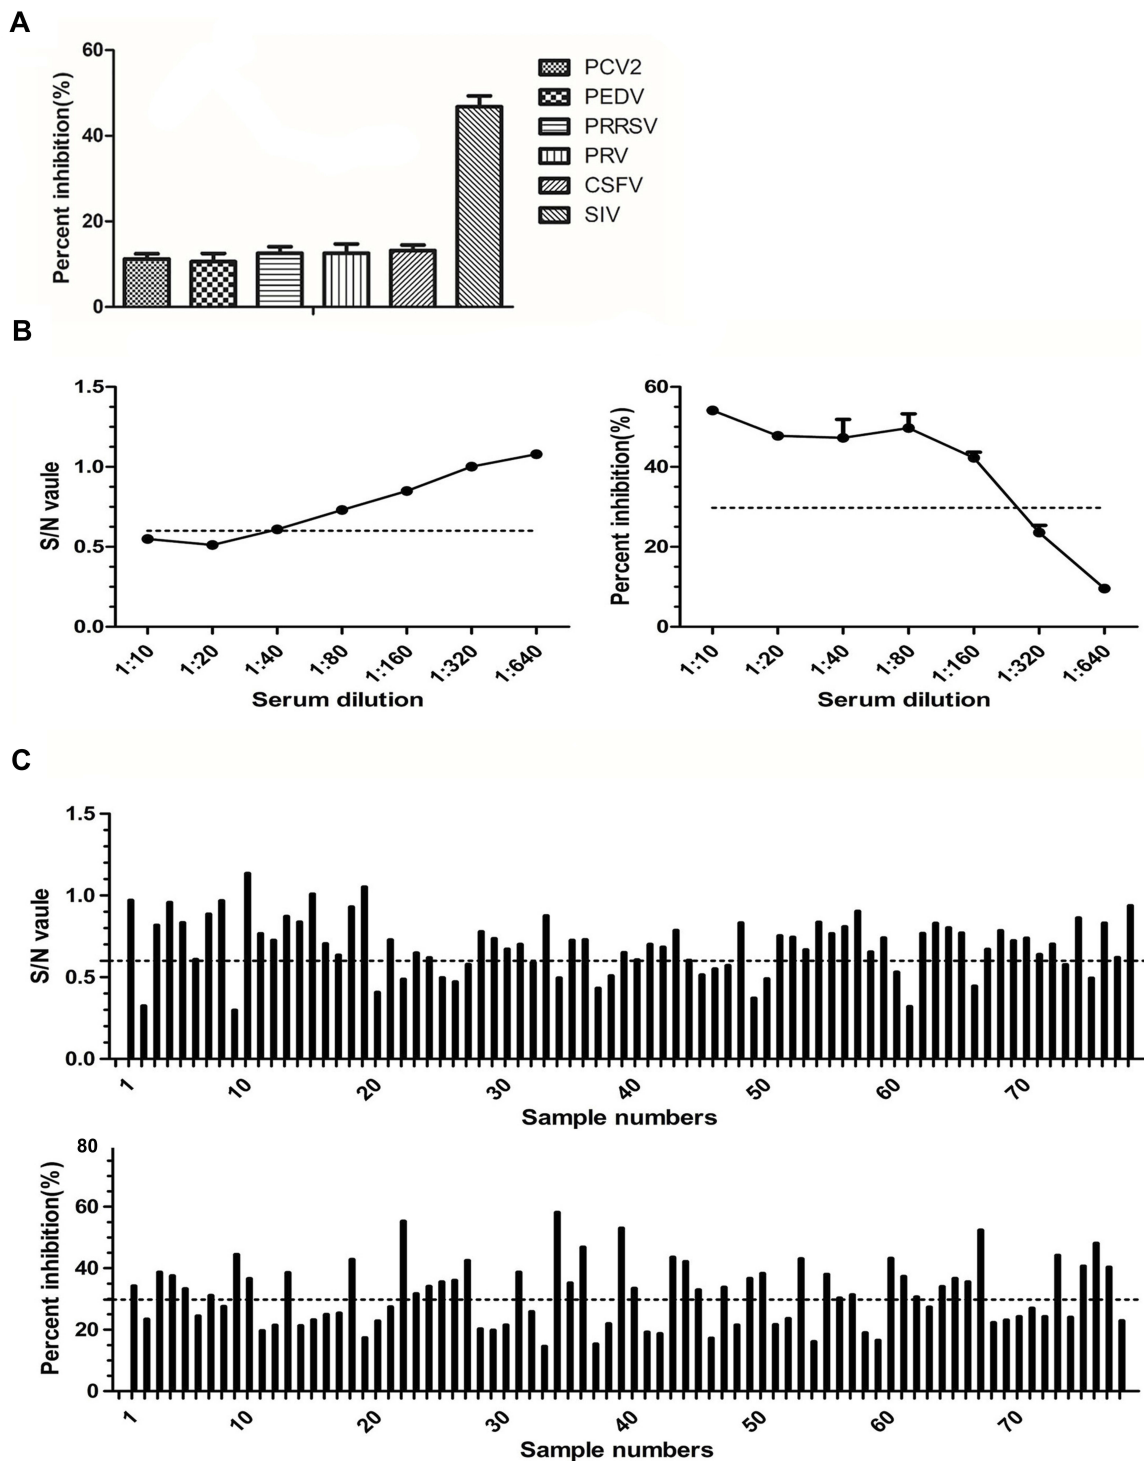 A
Percent inhibition(%)
60
40
20
0
PCV2
PEDV
PRRSV
PRV
CSFV
SIV
B
S/N vaule
1.5
1.0
0.5
0.0
1:10
1:20
1:40
1:80
1:160
1:320
1:640
Serum dilution
Percent inhibition(%)
60
40
20
0
1:10
1:20
1:40
1:80
1:160
1:320
1:640
Serum dilution
C
S/N vaule
1.5
1.0
0.5
0.0
1
10
20
30
40
50
60
70
Sample numbers
Percent inhibition(%)
80
60
40
20
0
1
10
20
30
40
50
60
70
Sample numbers